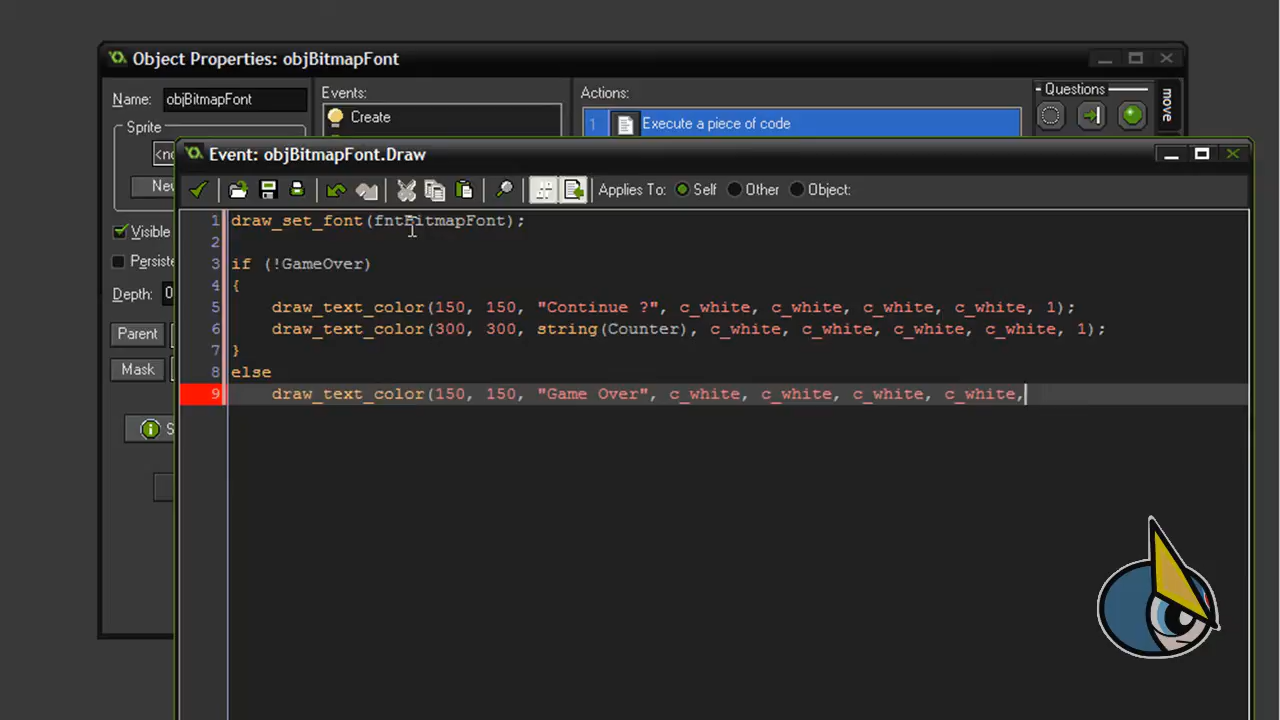 Object Properties: objBitmapFont
Name: objBitmapFont
Events:
Actions:
Questions
move
Sprite
Create
1 Execute a piece of code
Event: objBitmapFont.Draw
Applies To: Self Other Object:
Visible
Depth: 0
Parent
Mask
1 draw_set_font(fntBitmapFont);
2
3 if (!GameOver)
4 {
5 draw_text_color(150, 150, "Continue ?", c_white, c_white, c_white, c_white, 1);
6 draw_text_color(300, 300, string(Counter), c_white, c_white, c_white, c_white, 1);
7 }
8 else
9 draw_text_color(150, 150, "Game Over", c_white, c_white, c_white, c_white,